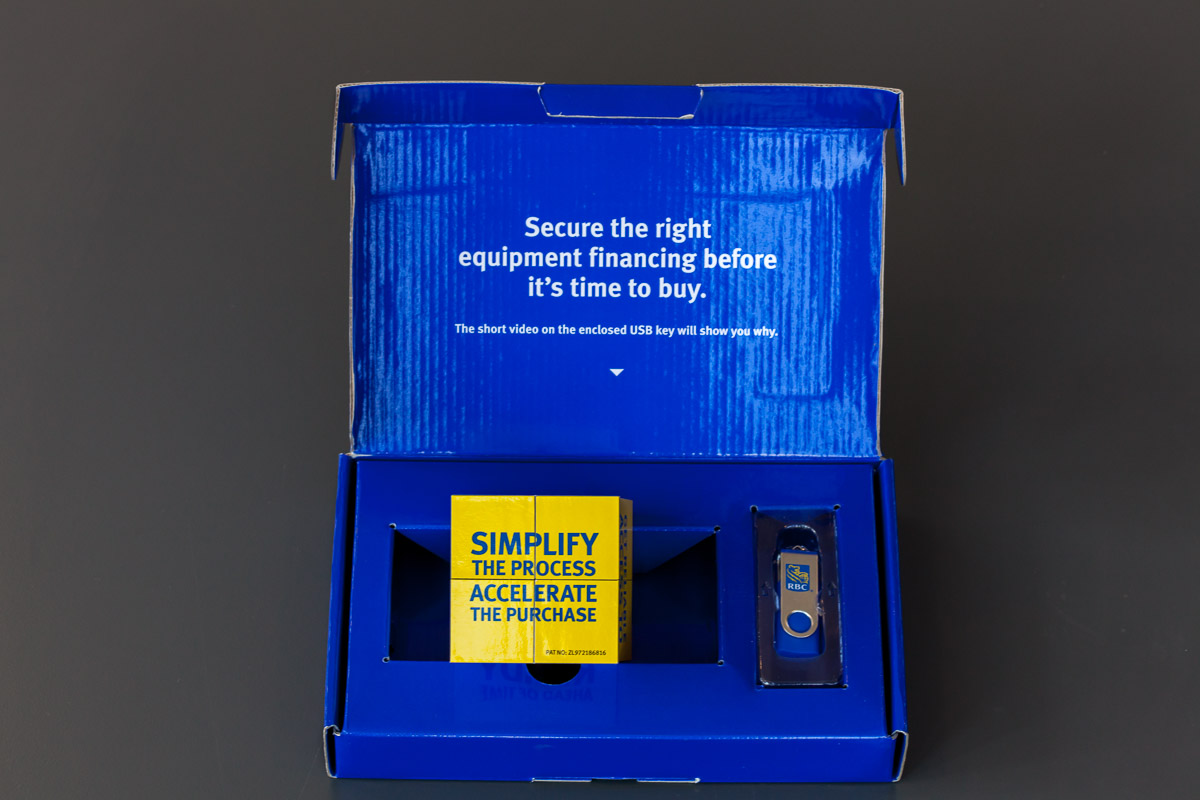 Secure the right
equipment financing before
it's time to buy.
The short video on the enclosed USB key will show you why.
SIMPLIFY
THE PROCESS
ACCELERATE
THE PURCHASE
PAT NO: ZL972186816
RBC